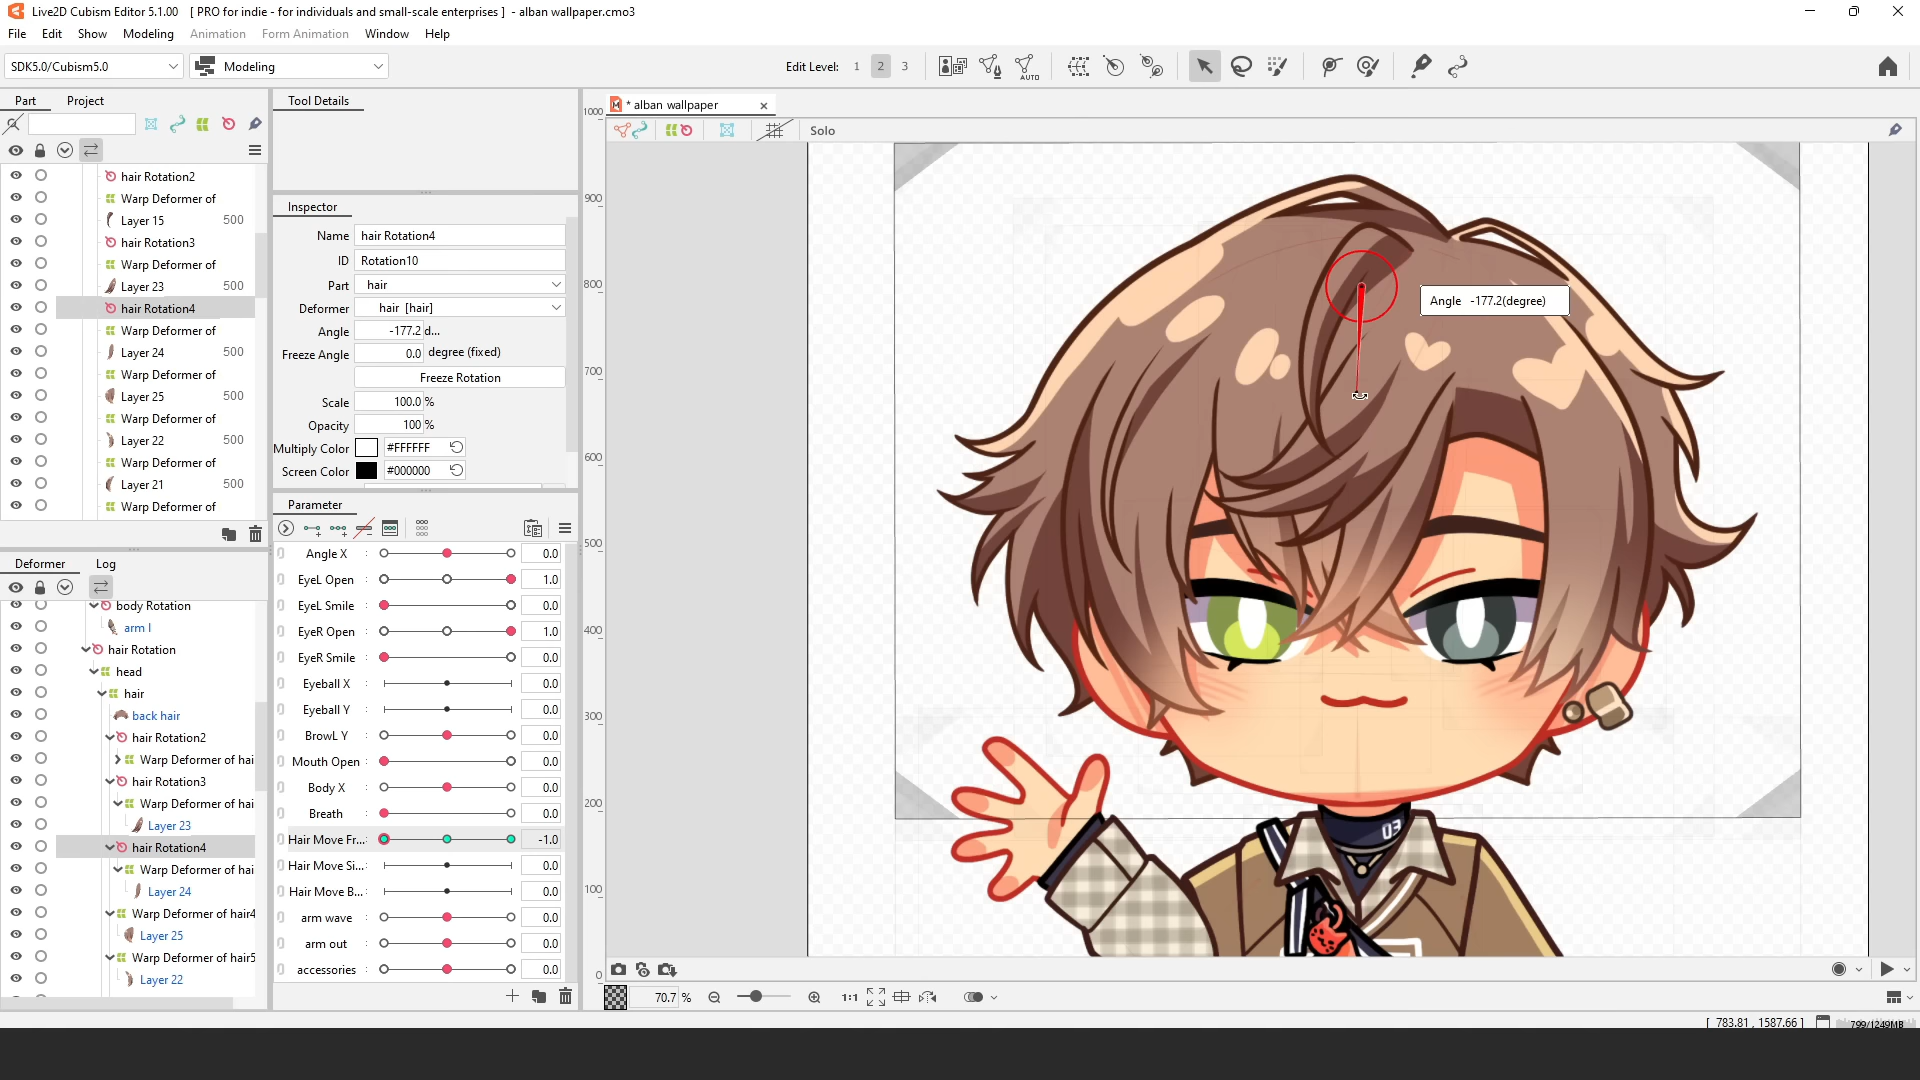 Live2D Cubism Editor 5.1.00 [ PRO for indie - for individuals and small-scale enterprises ] - alban wallpaper.cmo3
File Edit Show Modeling Animation Form Animation Window Help
SDK5.0/Cubism5.0 Modeling Edit Level: 1 2 3 AUTO
Part Project
hair Rotation2
Warp Deformer of
Layer 15 500
hair Rotation3
Warp Deformer of
Layer 23 500
hair Rotation4
Warp Deformer of
Layer 24 500
Warp Deformer of
Layer 25 500
Warp Deformer of
Layer 22 500
Warp Deformer of
Layer 21 500
Warp Deformer of
Deformer Log
body Rotation
arm l
hair Rotation
head
hair
back hair
hair Rotation2
Warp Deformer of hai
hair Rotation3
Warp Deformer of hai
Layer 23
hair Rotation4
Warp Deformer of hai
Layer 24
Warp Deformer of hair4
Layer 25
Warp Deformer of hair5
Layer 22
Tool Details
Inspector
Name hair Rotation4
ID Rotation10
Part hair
Deformer hair [hair]
Angle -177.2 d...
Freeze Angle 0.0 degree (fixed)
Freeze Rotation
Scale 100.0 %
Opacity 100 %
Multiply Color #FFFFFF
Screen Color #000000
Parameter
Angle X : 0.0
EyeL Open : 1.0
EyeL Smile : 0.0
EyeR Open : 1.0
EyeR Smile : 0.0
Eyeball X : 0.0
Eyeball Y : 0.0
BrowL Y : 0.0
Mouth Open : 0.0
Body X : 0.0
Breath : 0.0
Hair Move Fr... : -1.0
Hair Move Si... : 0.0
Hair Move B... : 0.0
arm wave : 0.0
arm out : 0.0
accessories : 0.0
* alban wallpaper
Solo
1000
900
800
700
600
500
400
300
200
100
0
Angle -177.2(degree)
03
70.7 % 1:1
[ 783.81 , 1587.66 ] 799/1249MB